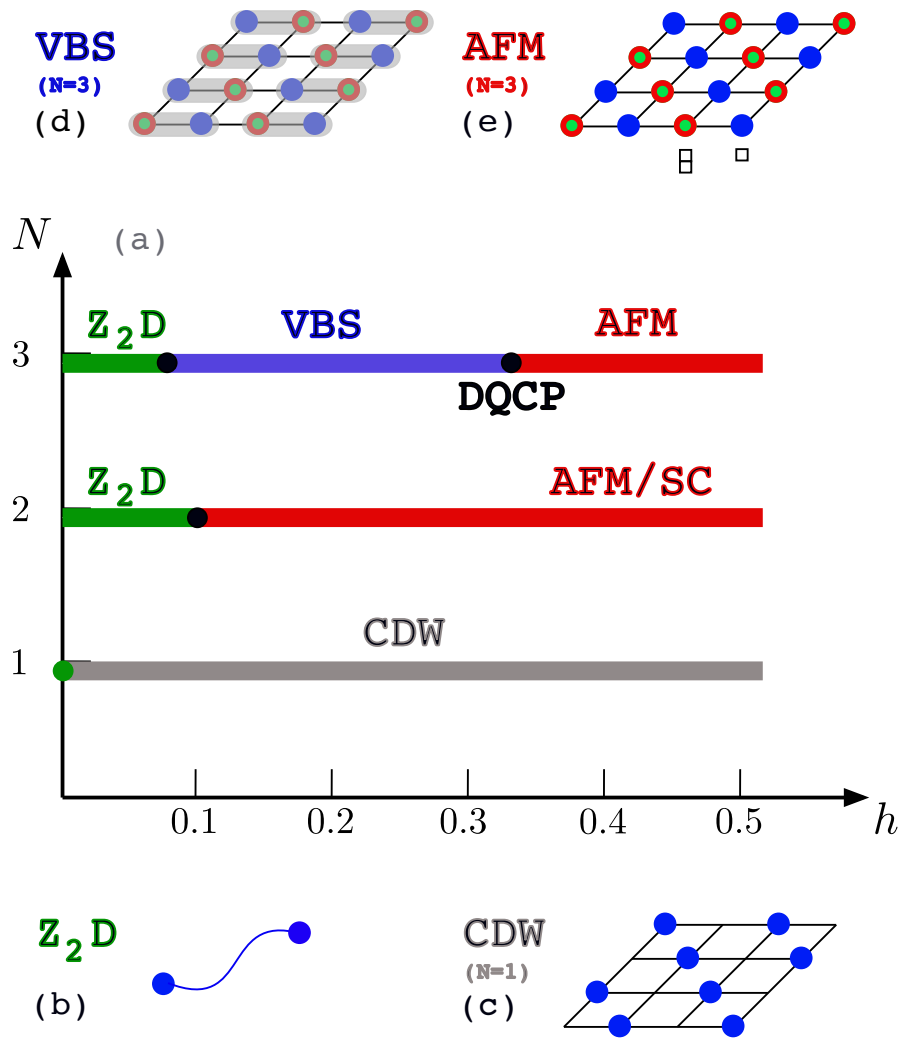 VBS
(N=3)
(d)
AFM
(N=3)
(e)
N
(a)
Z₂D
VBS
AFM
3
DQCP
Z₂D
AFM/SC
2
CDW
1
0.1 0.2 0.3 0.4 0.5 h
Z₂D
(b)
CDW
(N=1)
(c)